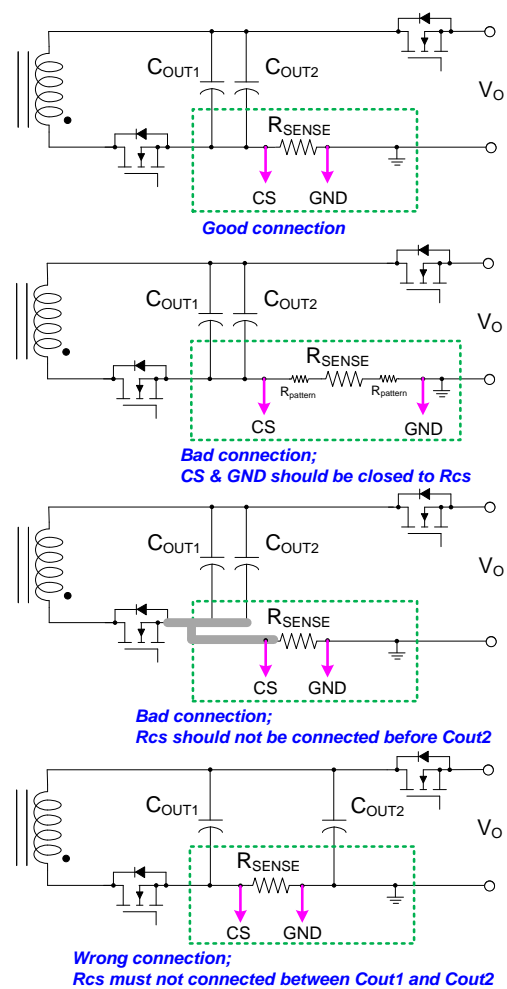 COUT1 COUT2
VO
RSENSE
CS GND
Good connection
COUT1 COUT2
VO
RSENSE
Rpattern Rpattern
CS GND
Bad connection;
CS & GND should be closed to Rcs
COUT1 COUT2
VO
RSENSE
CS GND
Bad connection;
Rcs should not be connected before Cout2
COUT1 COUT2
VO
RSENSE
CS GND
Wrong connection;
Rcs must not connected between Cout1 and Cout2